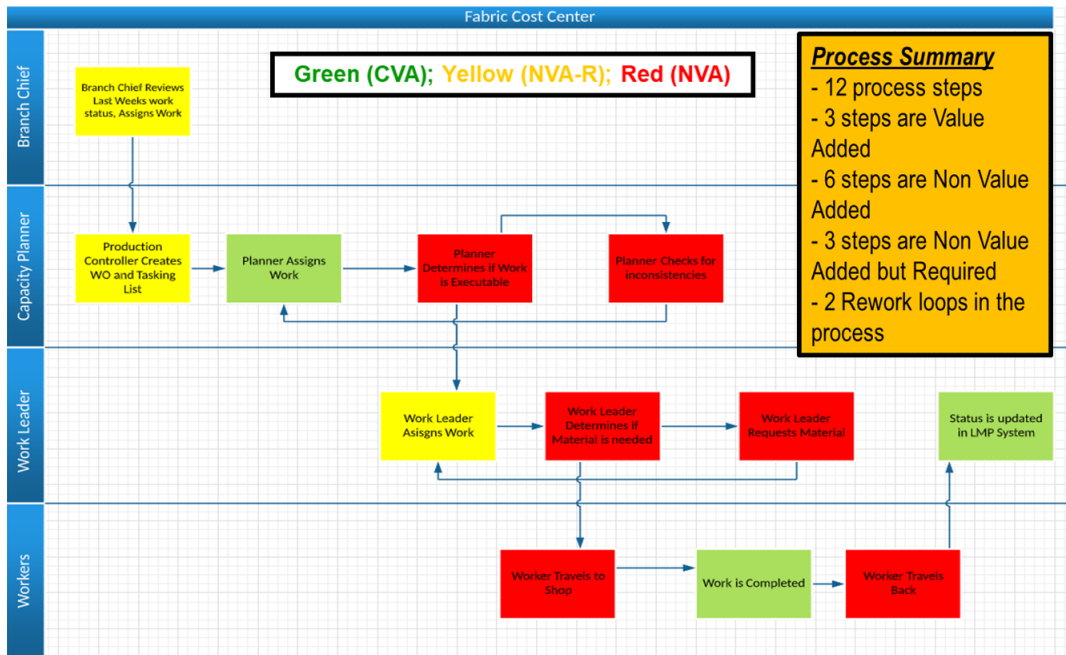 Fabric Cost Center
Branch Chief
Branch Chief Reviews
Last Weeks work
status, Assigns Work
Green (CVA); Yellow (NVA-R); Red (NVA)
Process Summary
- 12 process steps
- 3 steps are Value
Added
- 6 steps are Non Value
Added
- 3 steps are Non Value
Added but Required
- 2 Rework loops in the
process
Capacity Planner
Production
Controller Creates
WO and Tasking
List
Planner Assigns
Work
Planner
Determines if Work
is Executable
Planner Checks for
inconsistencies
Work Leader
Work Leader
Asisgns Work
Work Leader
Determines if
Material is needed
Work Leader
Requests Material
Status is updated
in LMP System
Workers
Worker Travels to
Shop
Work is Completed
Worker Travels
Back